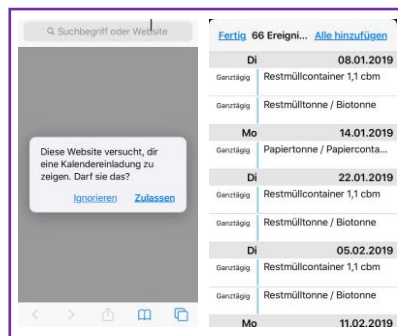 Suchbegriff oder Website
Diese Website versucht, dir
eine Kalendereinladung zu
zeigen. Darf sie das?
Ignorieren Zulassen
Fertig 66 Ereigni... Alle hinzufügen
Di 08.01.2019
Ganztägig Restmüllcontainer 1,1 cbm
Ganztägig Restmülltonne / Biotonne
Mo 14.01.2019
Ganztägig Papiertonne / Papierconta...
Di 22.01.2019
Ganztägig Restmüllcontainer 1,1 cbm
Ganztägig Restmülltonne / Biotonne
Di 05.02.2019
Ganztägig Restmüllcontainer 1,1 cbm
Ganztägig Restmülltonne / Biotonne
Mo 11.02.2019